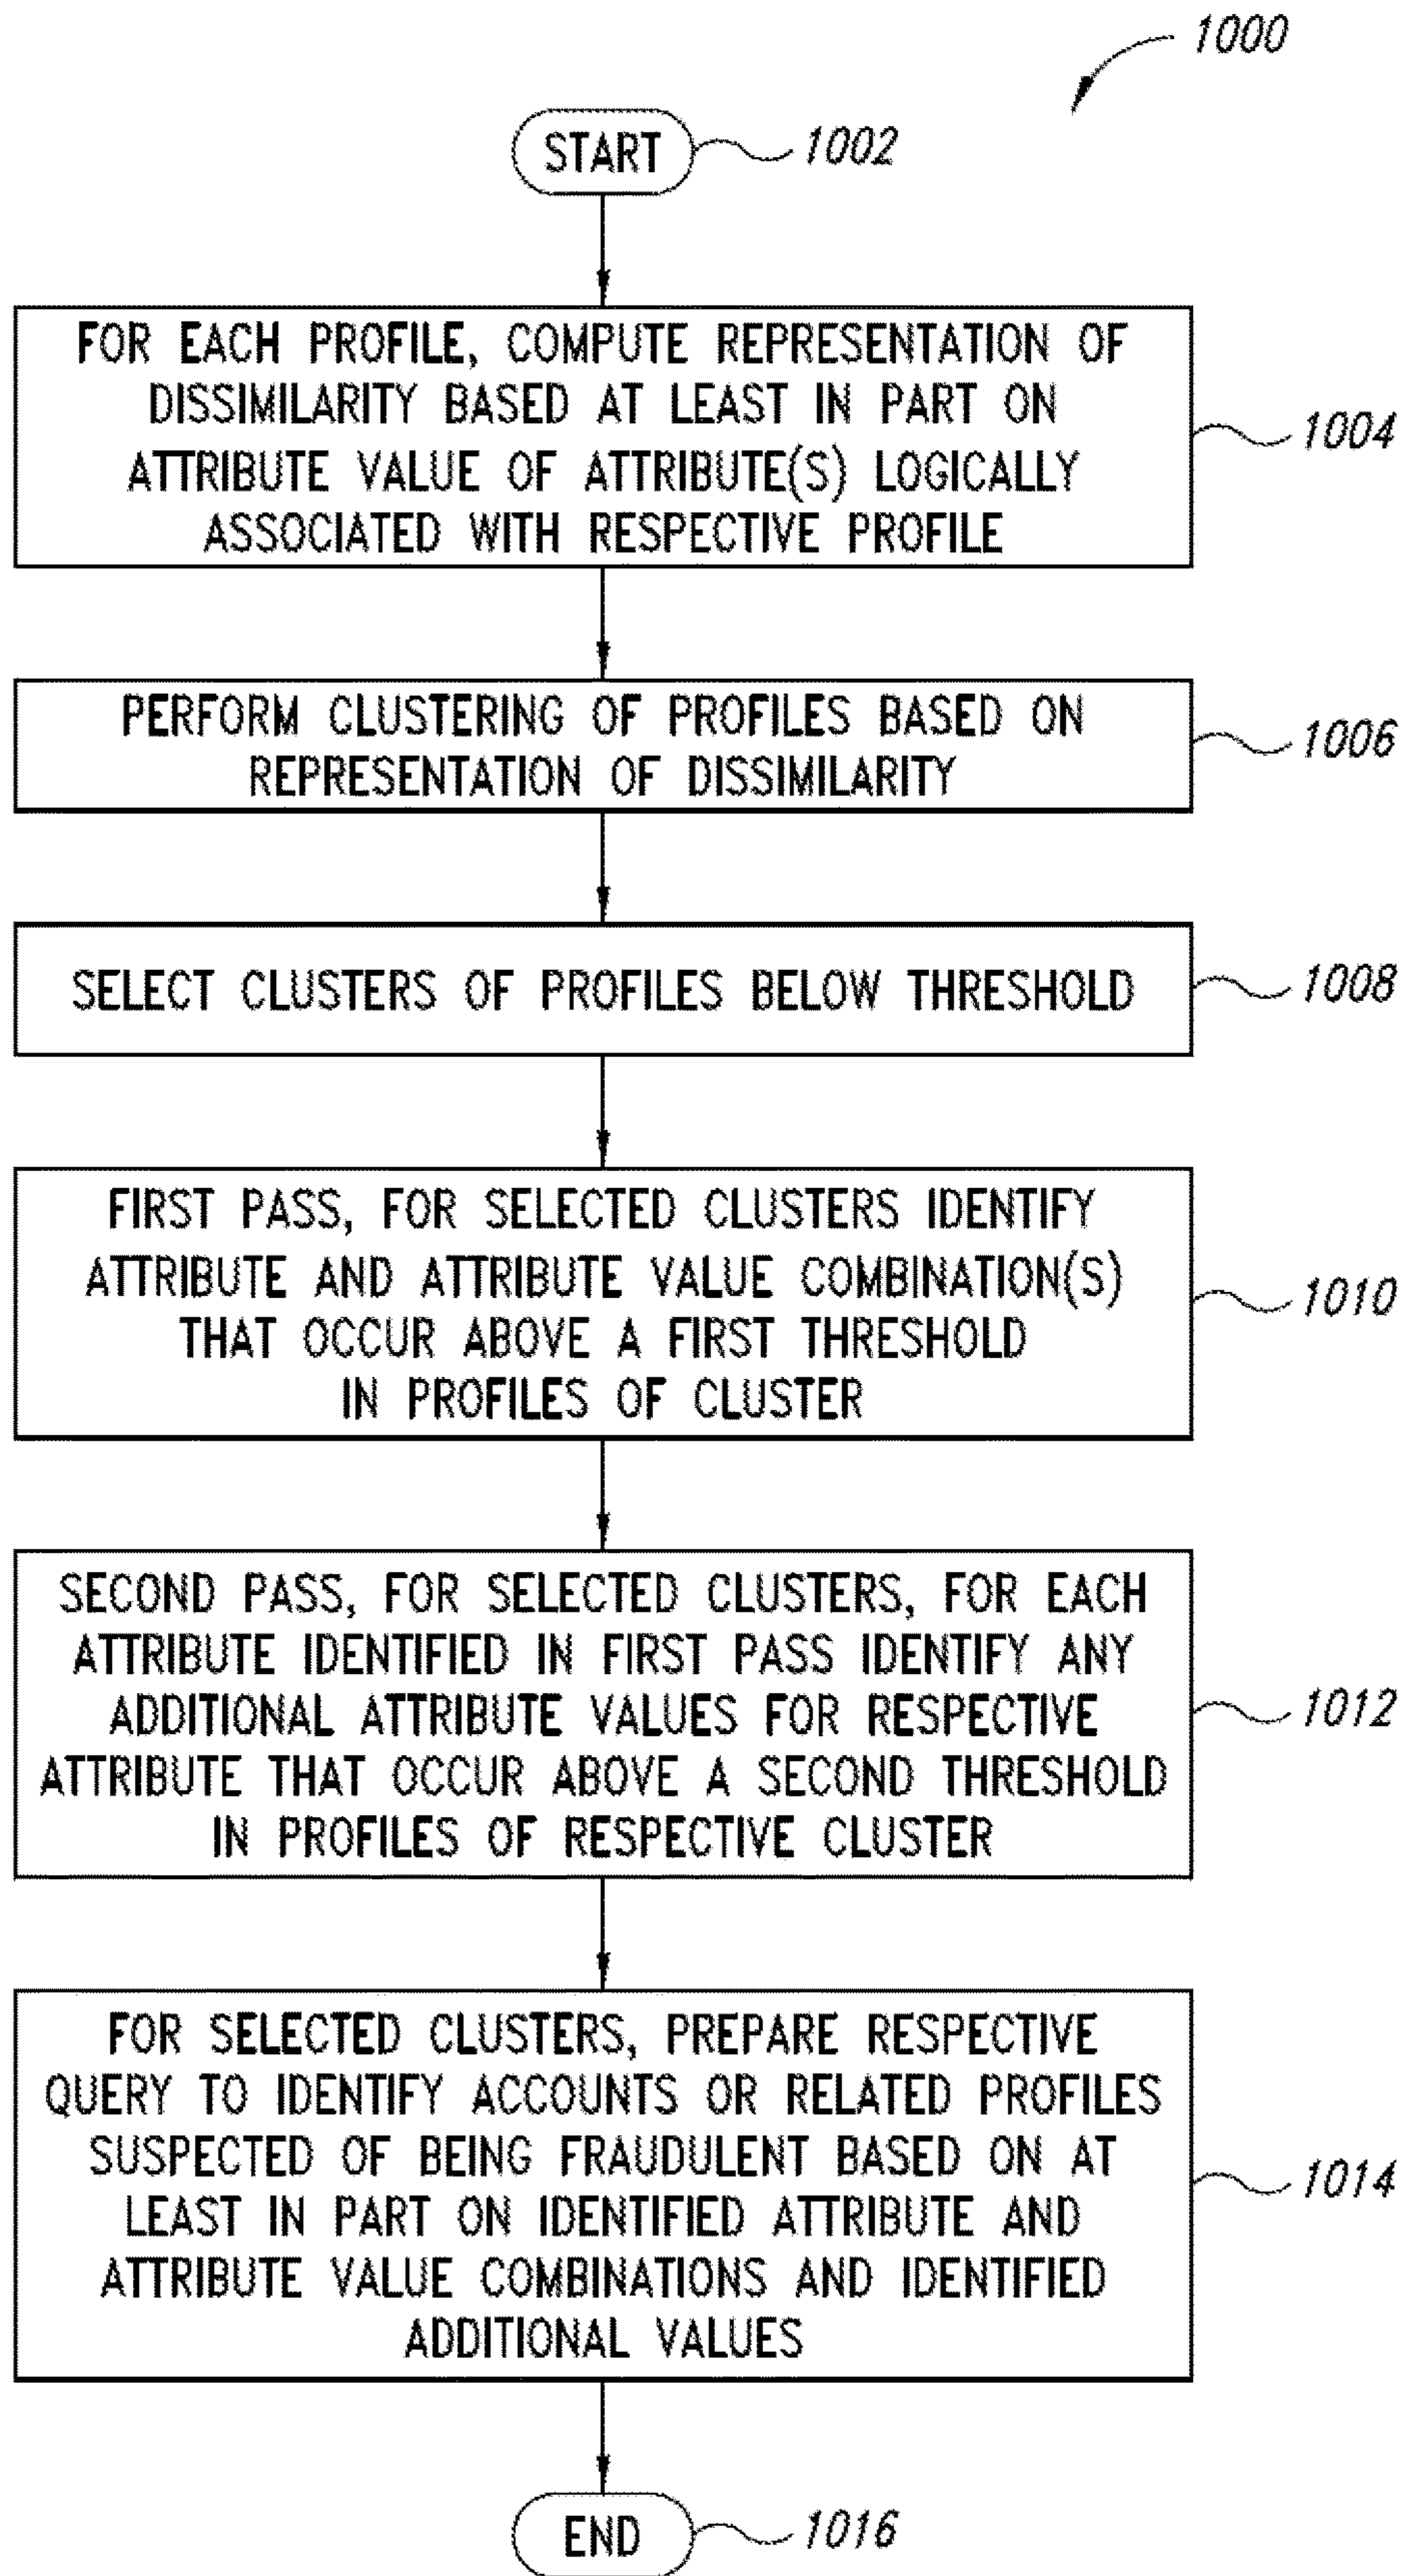 1000
START
1002
FOR EACH PROFILE, COMPUTE REPRESENTATION OF
DISSIMILARITY BASED AT LEAST IN PART ON
ATTRIBUTE VALUE OF ATTRIBUTE(S) LOGICALLY
ASSOCIATED WITH RESPECTIVE PROFILE
1004
PERFORM CLUSTERING OF PROFILES BASED ON
REPRESENTATION OF DISSIMILARITY
1006
SELECT CLUSTERS OF PROFILES BELOW THRESHOLD
1008
FIRST PASS, FOR SELECTED CLUSTERS IDENTIFY
ATTRIBUTE AND ATTRIBUTE VALUE COMBINATION(S)
THAT OCCUR ABOVE A FIRST THRESHOLD
IN PROFILES OF CLUSTER
1010
SECOND PASS, FOR SELECTED CLUSTERS, FOR EACH
ATTRIBUTE IDENTIFIED IN FIRST PASS IDENTIFY ANY
ADDITIONAL ATTRIBUTE VALUES FOR RESPECTIVE
ATTRIBUTE THAT OCCUR ABOVE A SECOND THRESHOLD
IN PROFILES OF RESPECTIVE CLUSTER
1012
FOR SELECTED CLUSTERS, PREPARE RESPECTIVE
QUERY TO IDENTIFY ACCOUNTS OR RELATED PROFILES
SUSPECTED OF BEING FRAUDULENT BASED ON AT
LEAST IN PART ON IDENTIFIED ATTRIBUTE AND
ATTRIBUTE VALUE COMBINATIONS AND IDENTIFIED
ADDITIONAL VALUES
1014
END
1016